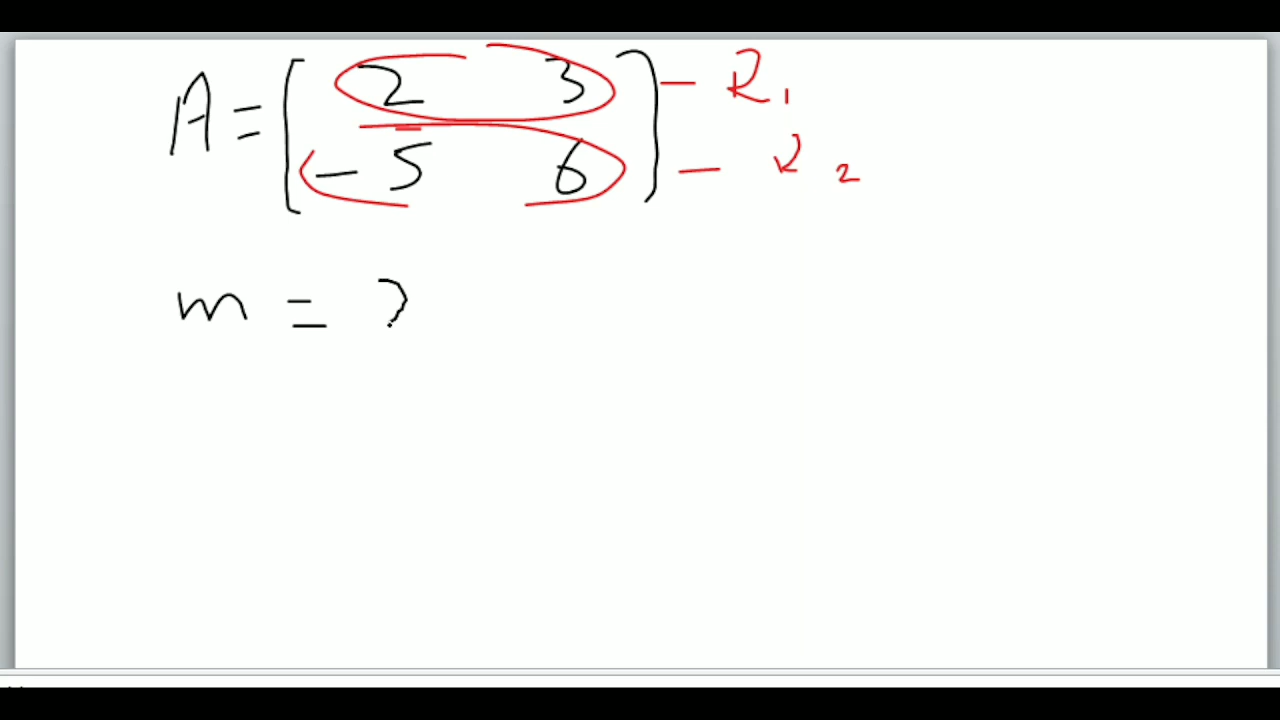 A = [ 2 3 ] - R1
[ - 5 6 ] - R2
m = ?